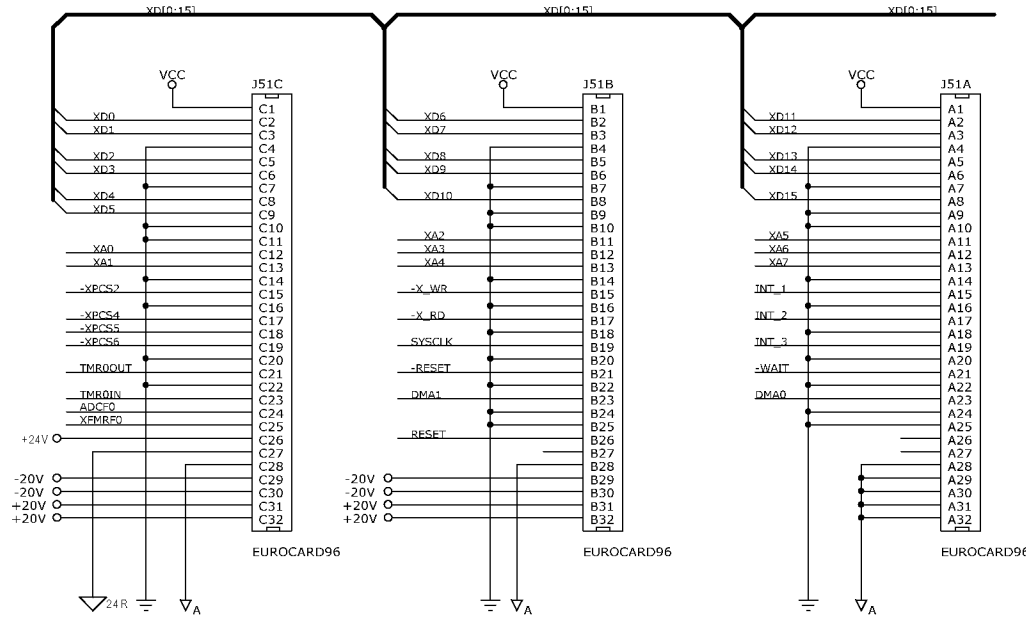 XD[0:15]
VCC
J51C
C1
XD0 C2
XD1 C3
C4
XD2 C5
XD3 C6
C7
XD4 C8
XD5 C9
C10
C11
XA0 C12
XA1 C13
C14
-XPCS2 C15
C16
-XPCS4 C17
-XPCS5 C18
-XPCS6 C19
C20
TMR0OUT C21
C22
TMR0IN C23
ADCF0 C24
XFMRF0 C25
+24V C26
C27
C28
-20V C29
-20V C30
+20V C31
+20V C32
EUROCARD96
24R
A
XD[0:15]
VCC
J51B
B1
XD6 B2
XD7 B3
B4
XD8 B5
XD9 B6
B7
XD10 B8
B9
B10
XA2 B11
XA3 B12
XA4 B13
B14
-X_WR B15
B16
-X_RD B17
B18
SYSCLK B19
B20
-RESET B21
B22
DMA1 B23
B24
B25
RESET B26
B27
B28
-20V B29
-20V B30
+20V B31
+20V B32
EUROCARD96
A
XD[0:15]
VCC
J51A
A1
XD11 A2
XD12 A3
A4
XD13 A5
XD14 A6
A7
XD15 A8
A9
A10
XA5 A11
XA6 A12
XA7 A13
A14
INT_1 A15
A16
INT_2 A17
A18
INT_3 A19
A20
-WAIT A21
A22
DMA0 A23
A24
A25
A26
A27
A28
A29
A30
A31
A32
EUROCARD96
A